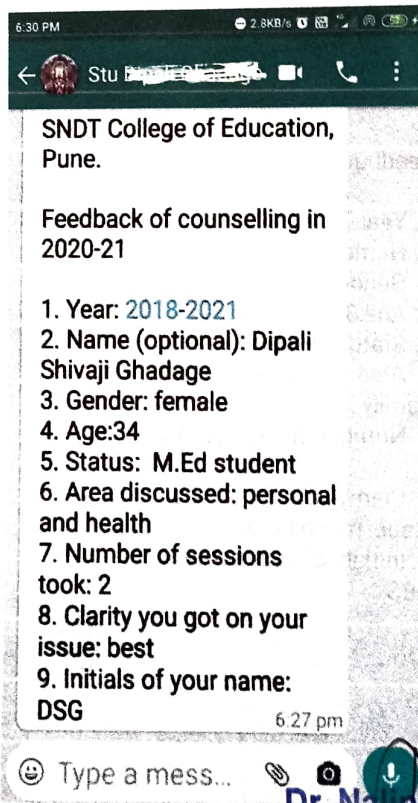 6:30 PM
2.8KB/s
Stu
SNDT College of Education,
Pune.
Feedback of counselling in
2020-21
1. Year: 2018-2021
2. Name (optional): Dipali
Shivaji Ghadage
3. Gender: female
4. Age:34
5. Status:  M.Ed student
6. Area discussed: personal
and health
7. Number of sessions
took: 2
8. Clarity you got on your
issue: best
9. Initials of your name:
DSG
6:27 pm
Type a mess...
Dr.